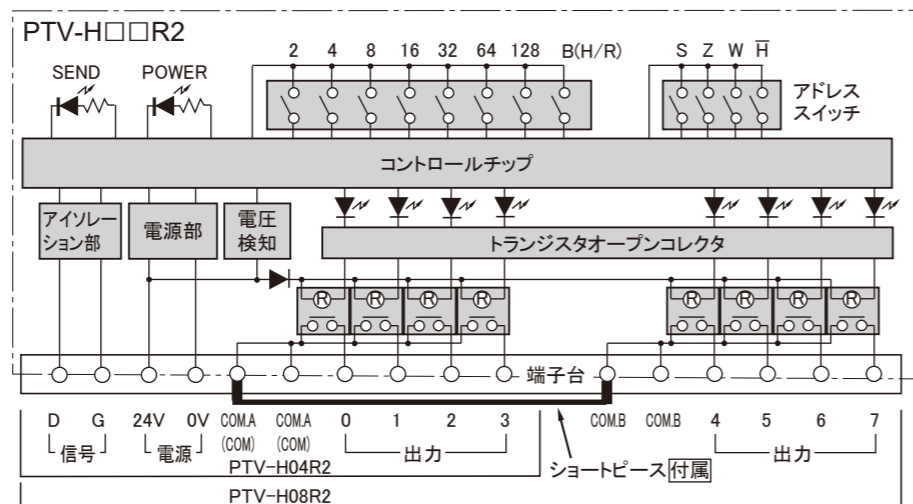 PTV-H□□R2
SEND
POWER
2 4 8 16 32 64 128 B(H/R)
S Z W H̅
アドレス
スイッチ
コントロールチップ
アイソレー
ション部
電源部
電圧
検知
トランジスタオープンコレクタ
R R R R R R R R
端子台
D G 24V 0V COM.A COM.A 0 1 2 3 COM.B COM.B 4 5 6 7
(COM) (COM)
信号 電源 出力 ショートピース付属 出力
PTV-H04R2
PTV-H08R2